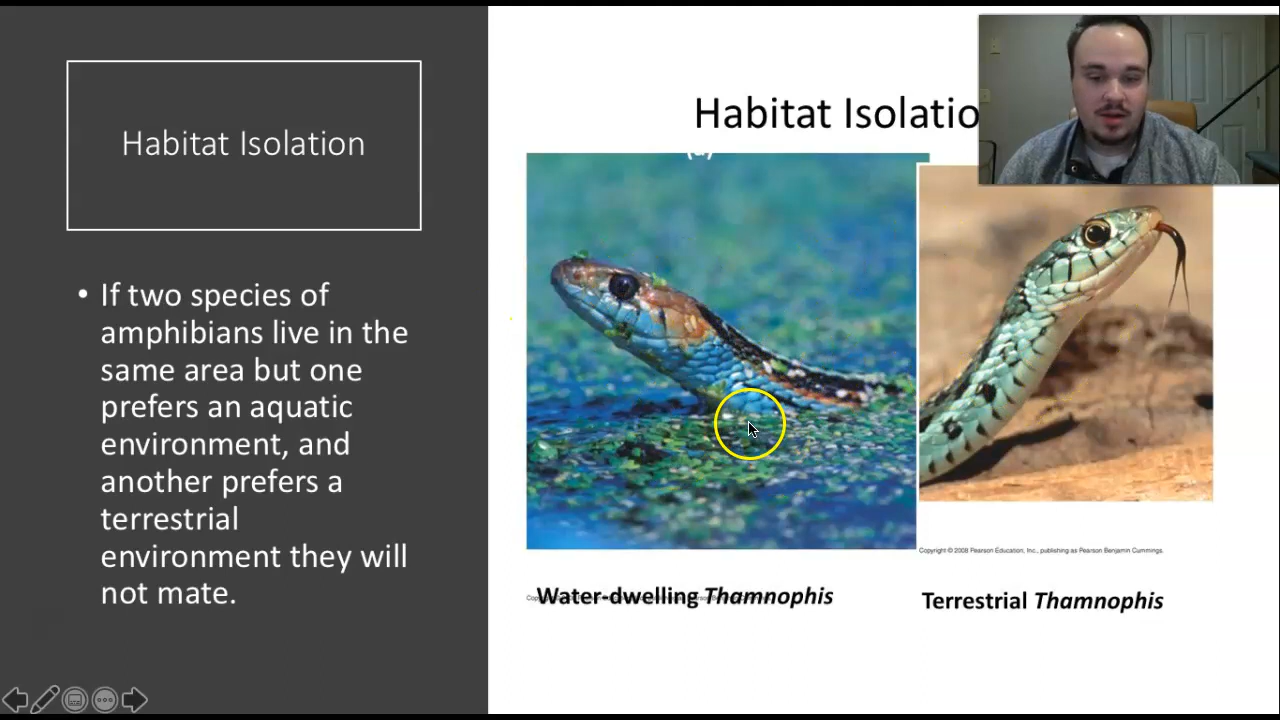 Habitat Isolation
• If two species of
amphibians live in the
same area but one
prefers an aquatic
environment, and
another prefers a
terrestrial
environment they will
not mate.
Habitat Isolatio
(a)
Copyright © 2008 Pearson Education, Inc., publishing as Pearson Benjamin Cummings.
Water-dwelling Thamnophis
Terrestrial Thamnophis